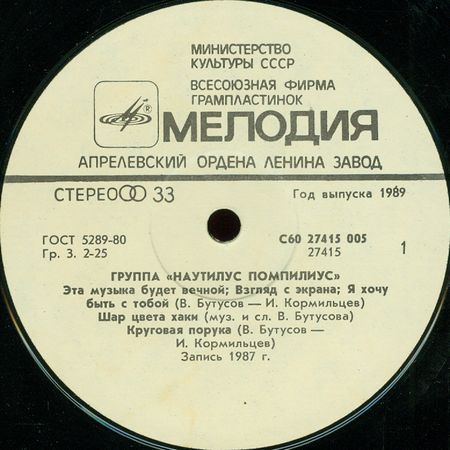 МИНИСТЕРСТВО
КУЛЬТУРЫ СССР
ВСЕСОЮЗНАЯ ФИРМА
ГРАМПЛАСТИНОК
МЕЛОДИЯ
АПРЕЛЕВСКИЙ ОРДЕНА ЛЕНИНА ЗАВОД
СТЕРЕО 33 Год выпуска 1989
ГОСТ 5289-80 С60 27415 005
Гр. 3. 2-25 27415 1
ГРУППА «НАУТИЛУС ПОМПИЛИУС»
Эта музыка будет вечной; Взгляд с экрана; Я хочу
быть с тобой (В. Бутусов — И. Кормильцев)
Шар цвета хаки (муз. и сл. В. Бутусова)
Круговая порука (В. Бутусов —
И. Кормильцев)
Запись 1987 г.